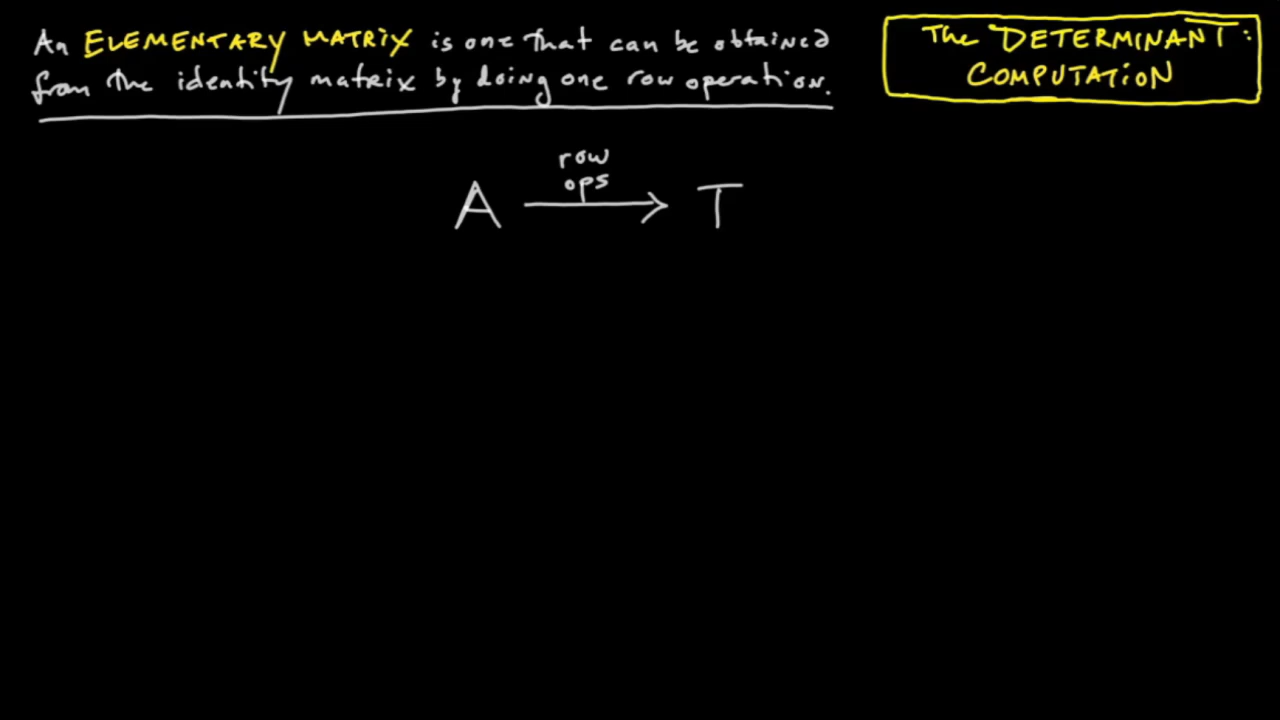 An ELEMENTARY MATRIX is one that can be obtained
from the identity matrix by doing one row operation.
The DETERMINANT:
COMPUTATION
row
ops
A → T